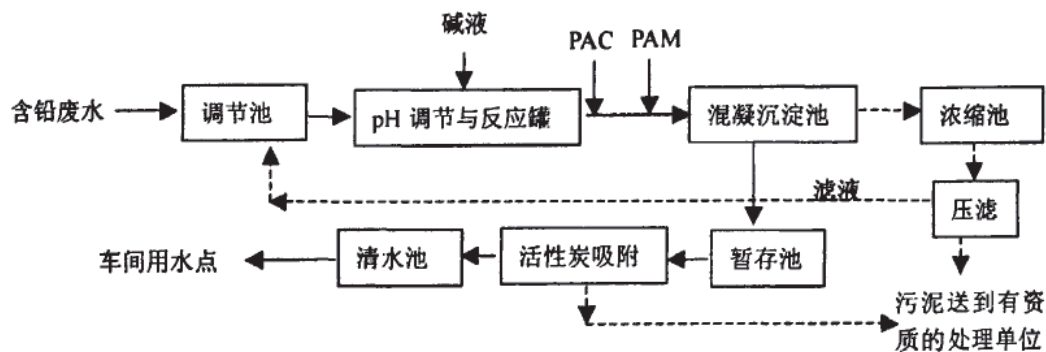 碱液
PAC
PAM
含铅废水
调节池
pH 调节与反应罐
混凝沉淀池
浓缩池
滤液
压滤
车间用水点
清水池
活性炭吸附
暂存池
污泥送到有资
质的处理单位